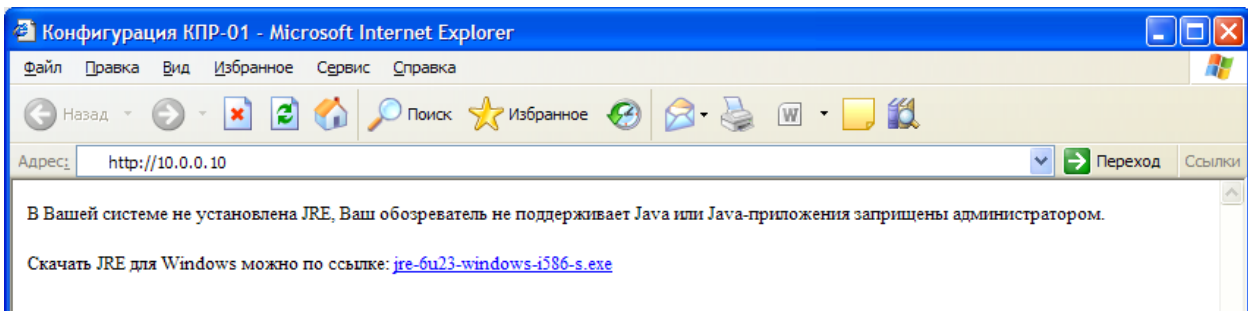 Конфигурация КПР-01 - Microsoft Internet Explorer
Файл Правка Вид Избранное Сервис Справка
Назад Поиск Избранное W
Адрес: http://10.0.0.10 Переход Ссылки
В Вашей системе не установлена JRE, Ваш обозреватель не поддерживает Java или Java-приложения заприщены администратором.
Скачать JRE для Windows можно по ссылке: jre-6u23-windows-i586-s.exe